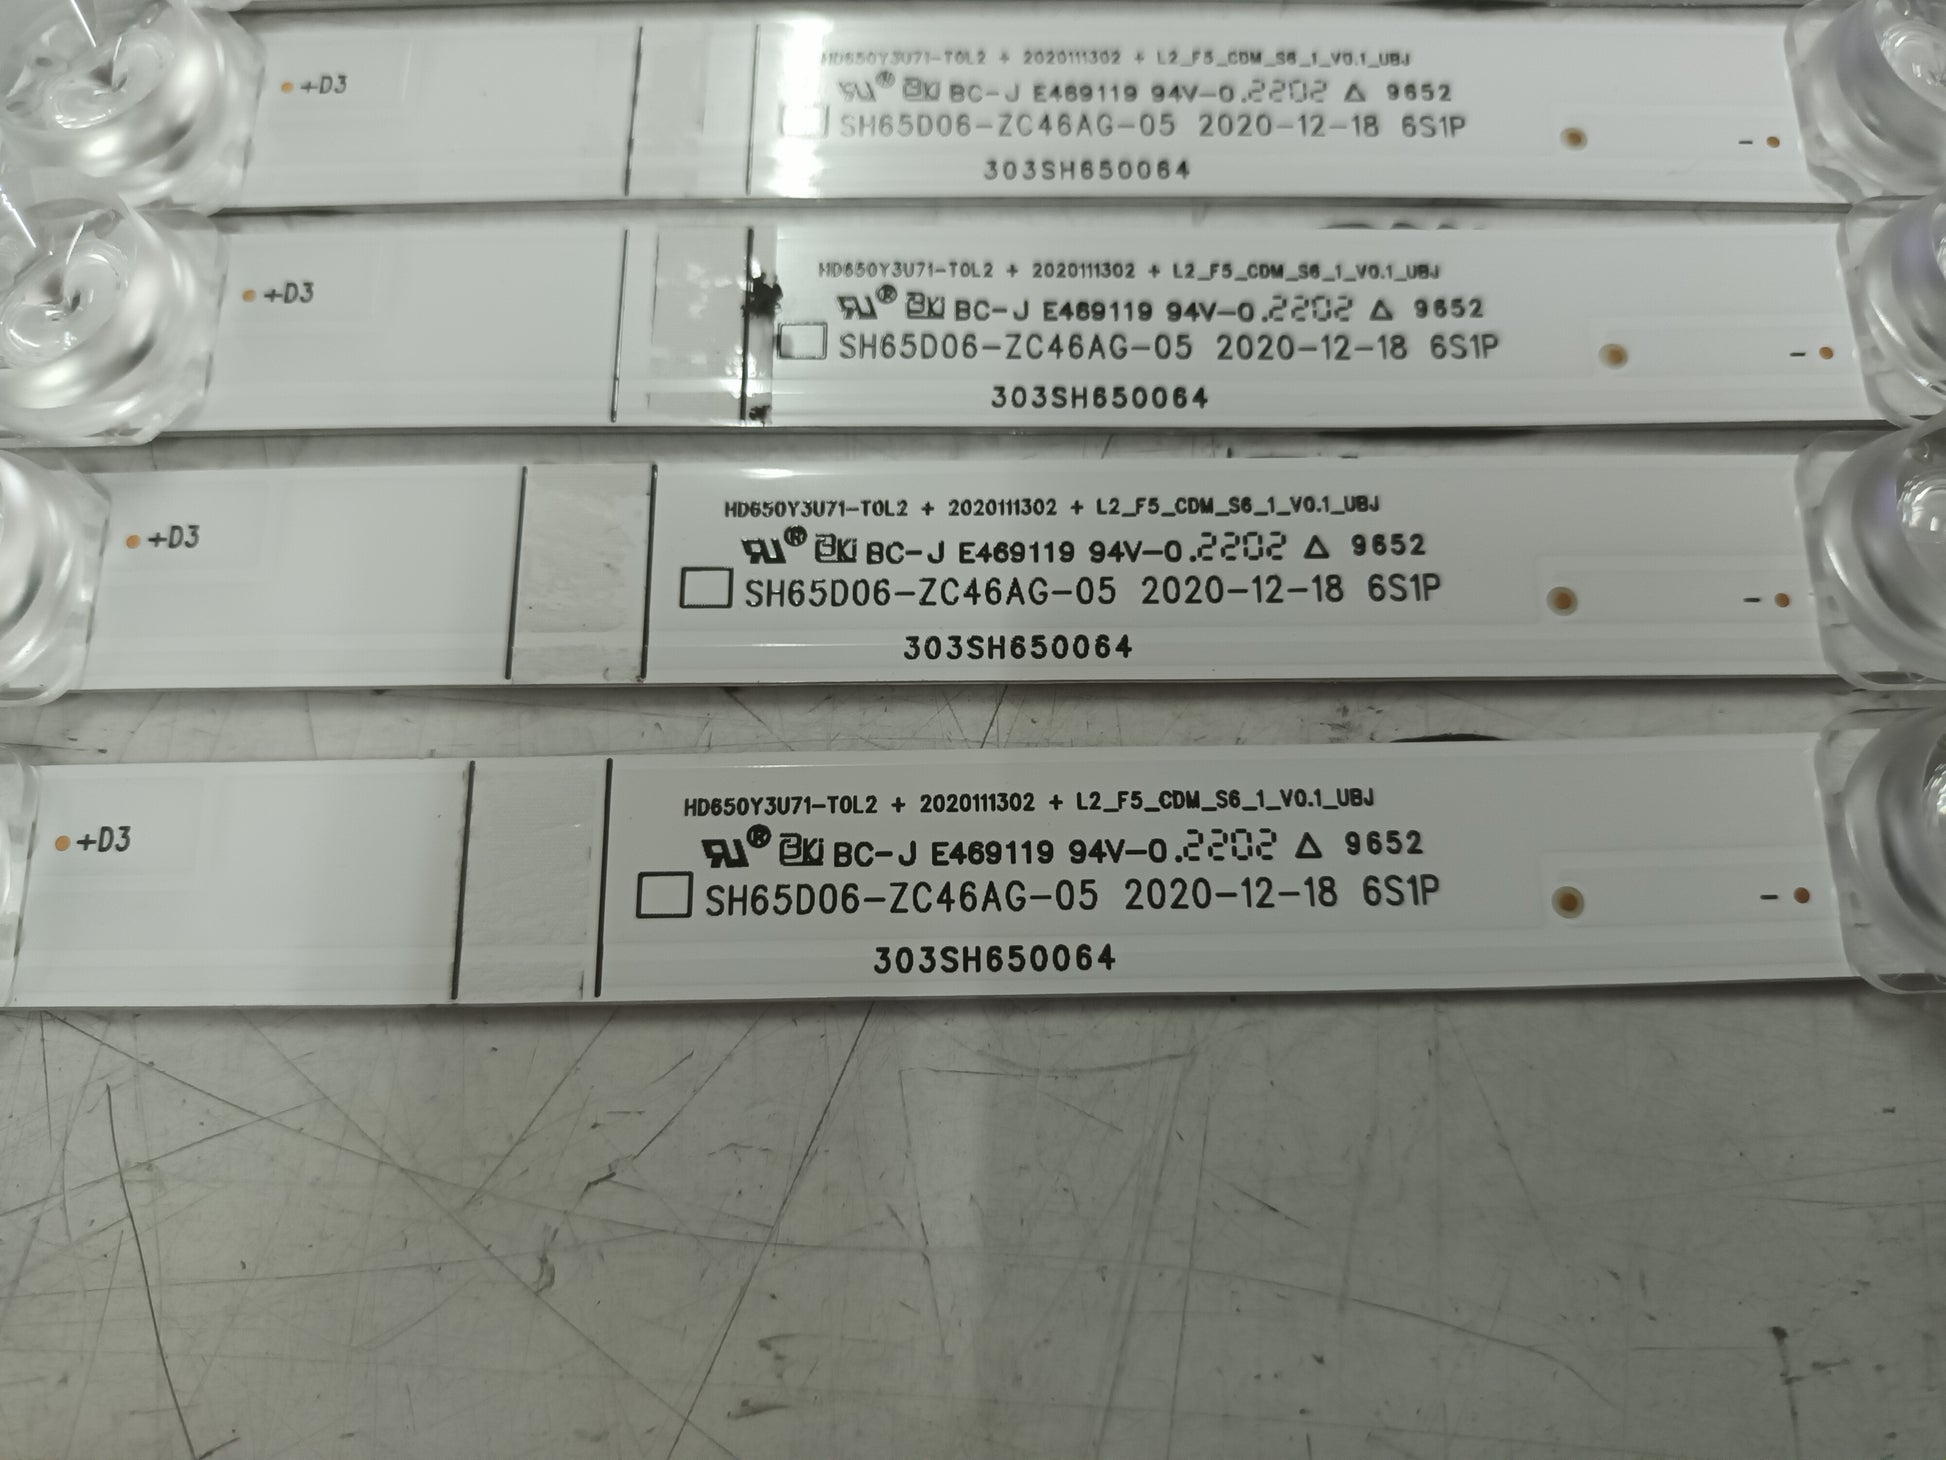 HD650Y3U71-T0L2 + 2020111302 + L2_F5_CDM_S6_1_V0.1_UBJ
+D3
BC-J E469119 94V-0 .2202 △ 9652
SH65D06-ZC46AG-05 2020-12-18 6S1P
-
303SH650064
HD650Y3U71-T0L2 + 2020111302 + L2_F5_CDM_S6_1_V0.1_UBJ
+D3
BC-J E469119 94V-0 .2202 △ 9652
SH65D06-ZC46AG-05 2020-12-18 6S1P
-
303SH650064
HD650Y3U71-T0L2 + 2020111302 + L2_F5_CDM_S6_1_V0.1_UBJ
+D3
BC-J E469119 94V-0 .2202 △ 9652
SH65D06-ZC46AG-05 2020-12-18 6S1P
-
303SH650064
HD650Y3U71-T0L2 + 2020111302 + L2_F5_CDM_S6_1_V0.1_UBJ
+D3
BC-J E469119 94V-0 .2202 △ 9652
SH65D06-ZC46AG-05 2020-12-18 6S1P
-
303SH650064